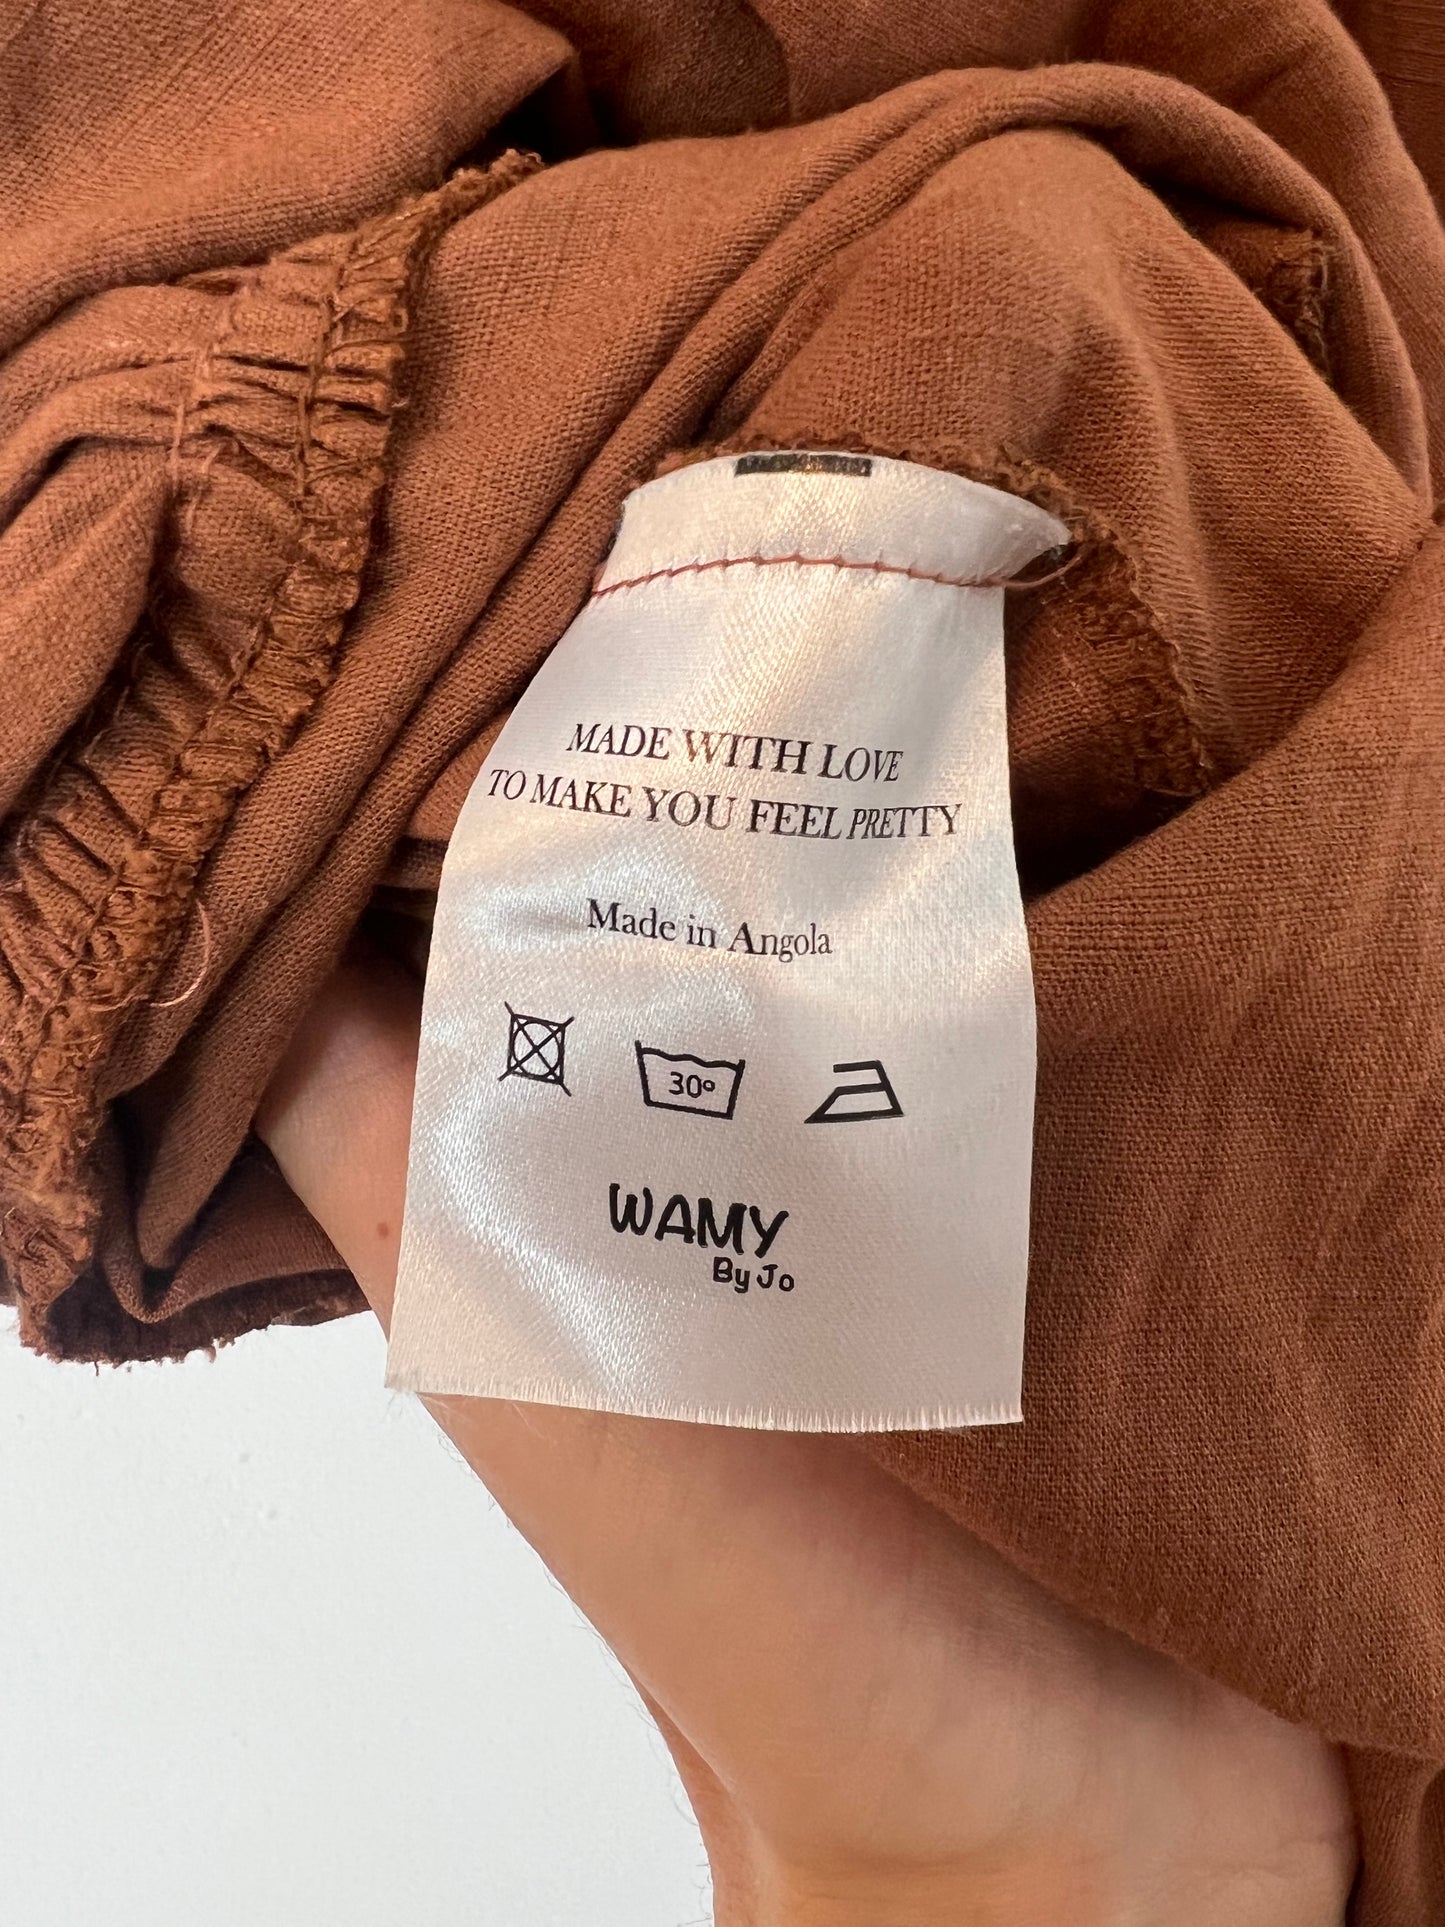 MADE WITH LOVE
TO MAKE YOU FEEL PRETTY
Made in Angola
30º
WAMY
By Jo